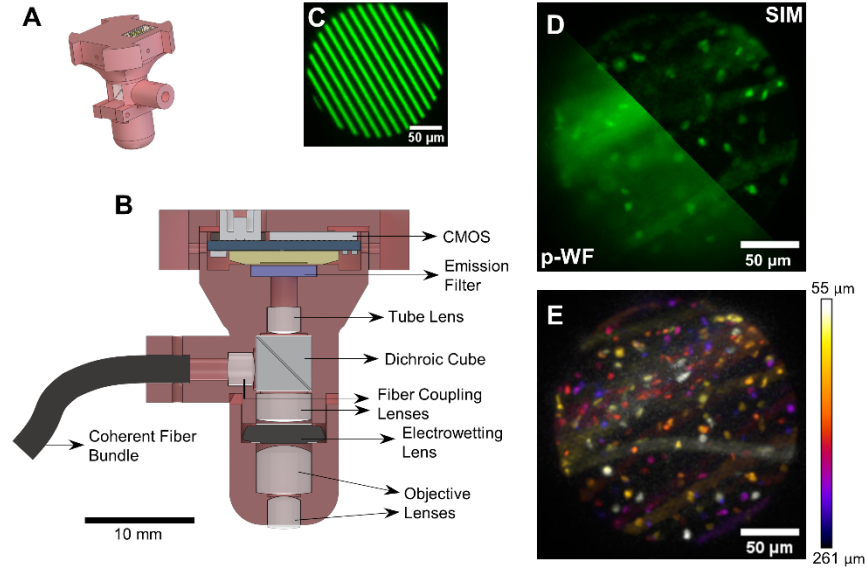 A
C
50 µm
D
SIM
p-WF
50 µm
B
CMOS
Emission
Filter
Tube Lens
Dichroic Cube
Fiber Coupling
Lenses
Electrowetting
Lens
Objective
Lenses
Coherent Fiber
Bundle
10 mm
E
50 µm
55 µm
261 µm